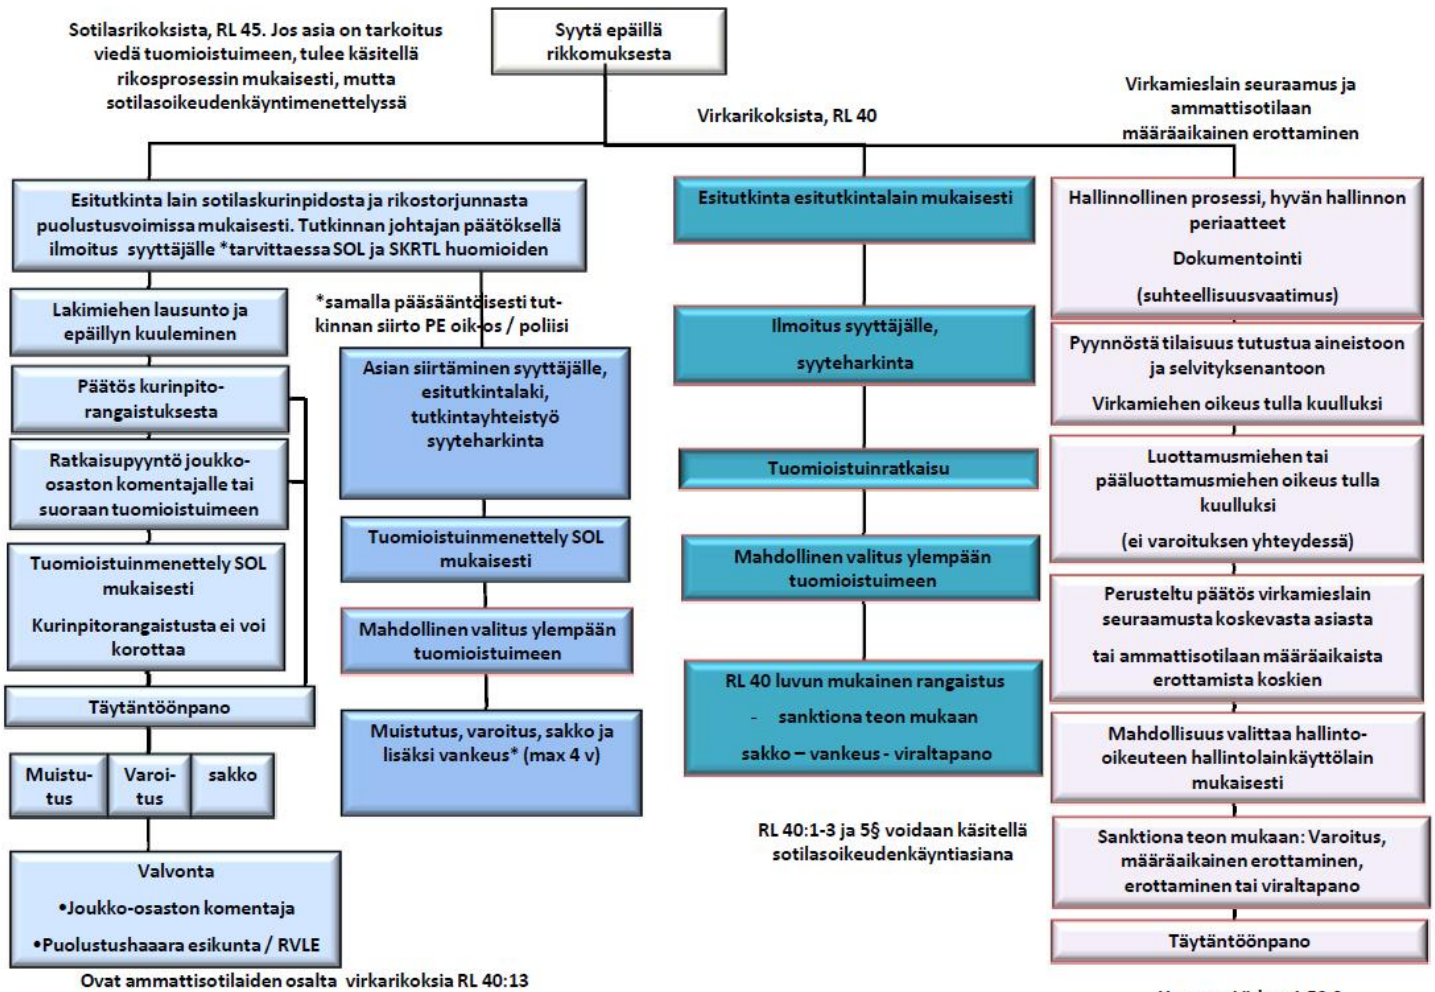 Sotilasrikoksista, RL 45. Jos asia on tarkoitus
viedä tuomioistuimeen, tulee käsitellä
rikosprosessin mukaisesti, mutta
sotilasoikeudenkäyntimenettelyssä
Syytä epäillä
rikkomuksesta
Virkarikoksista, RL 40
Virkamieslain seuraamus ja
ammattisotilaan
määräaikainen erottaminen
Esitutkinta lain sotilaskurinpidosta ja rikostorjunnasta
puolustusvoimissa mukaisesti. Tutkinnan johtajan päätöksellä
ilmoitus syyttäjälle *tarvittaessa SOL ja SKRTL huomioiden
Lakimiehen lausunto ja
epäillyn kuuleminen
Päätös kurinpito-
rangaistuksesta
Ratkaisupyyntö joukko-
osaston komentajalle tai
suoraan tuomioistuimeen
Tuomioistuinmenettely SOL
mukaisesti
Kurinpitorangaistusta ei voi
korottaa
Täytäntöönpano
Muistu-
tus
Varoi-
tus
sakko
Valvonta
•Joukko-osaston komentaja
•Puolustushaaara esikunta / RVLE
Ovat ammattisotilaiden osalta virkarikoksia RL 40:13
*samalla pääsääntöisesti tut-
kinnan siirto PE oik-os / poliisi
Asian siirtäminen syyttäjälle,
esitutkintalaki,
tutkintayhteistyö
syyteharkinta
Tuomioistuinmenettely SOL
mukaisesti
Mahdollinen valitus ylempään
tuomioistuimeen
Muistutus, varoitus, sakko ja
lisäksi vankeus* (max 4 v)
Esitutkinta esitutkintalain mukaisesti
Ilmoitus syyttäjälle,
syyteharkinta
Tuomioistuinratkaisu
Mahdollinen valitus ylempään
tuomioistuimeen
RL 40 luvun mukainen rangaistus
- sanktiona teon mukaan
sakko – vankeus - viraltapano
RL 40:1-3 ja 5§ voidaan käsitellä
sotilasoikeudenkäyntiasiana
Hallinnollinen prosessi, hyvän hallinnon
periaatteet
Dokumentointi
(suhteellisuusvaatimus)
Pyynnöstä tilaisuus tutustua aineistoon
ja selvityksenantoon
Virkamiehen oikeus tulla kuulluksi
Luottamusmiehen tai
pääluottamusmiehen oikeus tulla
kuulluksi
(ei varoituksen yhteydessä)
Perusteltu päätös virkamieslain
seuraamusta koskevasta asiasta
tai ammattisotilaan määräaikaista
erottamista koskien
Mahdollisuus valittaa hallinto-
oikeuteen hallintolainkäyttölain
mukaisesti
Sanktiona teon mukaan: Varoitus,
määräaikainen erottaminen,
erottaminen tai viraltapano
Täytäntöönpano